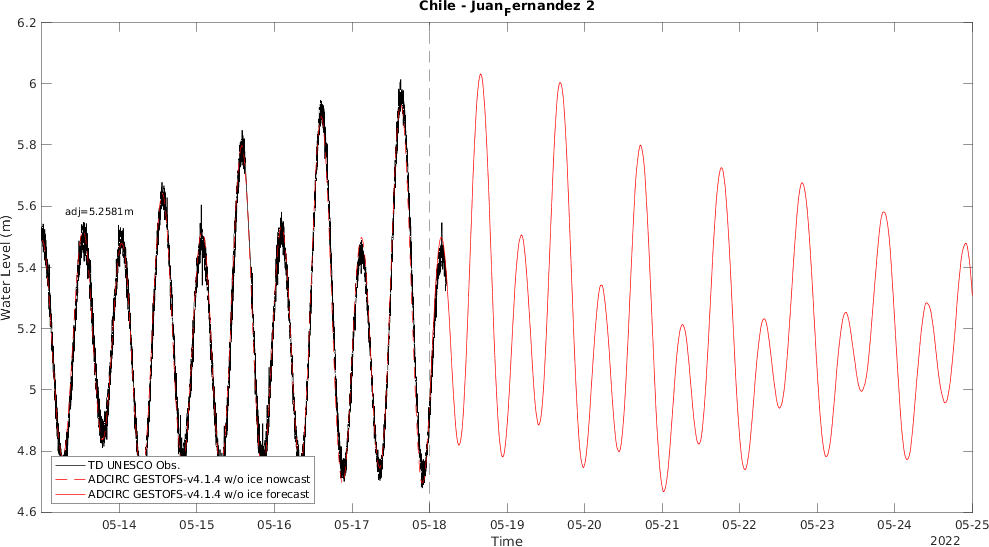 Chile - Juan_Fernandez 2
6.2
6
5.8
5.6
5.4
5.2
5
4.8
4.6
Water Level (m)
adj=5.2581m
TD UNESCO Obs.
ADCIRC GESTOFS-v4.1.4 w/o ice nowcast
ADCIRC GESTOFS-v4.1.4 w/o ice forecast
05-14 05-15 05-16 05-17 05-18 05-19 05-20 05-21 05-22 05-23 05-24 05-25
Time
2022